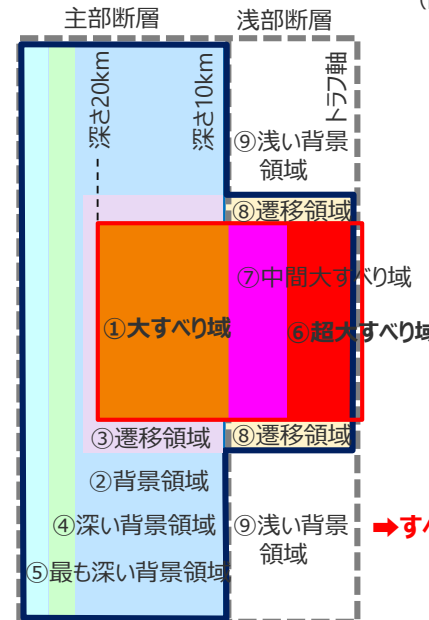 主部断層
浅部断層
深さ20km
深さ10km
トラフ軸
⑨浅い背景
領域
⑧遷移領域
⑦中間大すべり域
①大すべり域
⑥超大すべり域
③遷移領域
⑧遷移領域
②背景領域
④深い背景領域
⑨浅い背景
領域
⑤最も深い背景領域
➡すべ